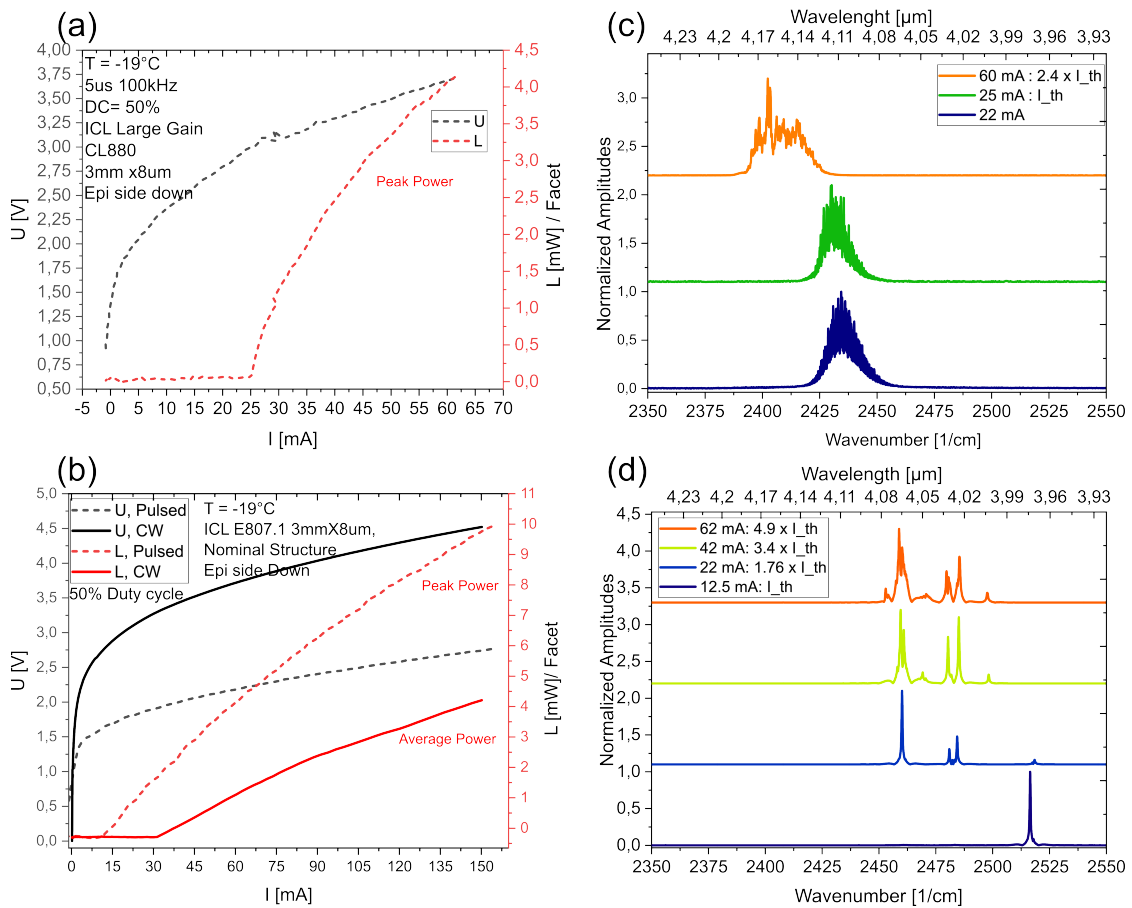 (a)
4,00
3,75
3,50
3,25
3,00
2,75
2,50
2,25
2,00
1,75
1,50
1,25
1,00
0,75
0,50
U [V]
T = -19°C
5us 100kHz
DC= 50%
ICL Large Gain
CL880
3mm x8um
Epi side down
U
L
Peak Power
4,5
4,0
3,5
3,0
2,5
2,0
1,5
1,0
0,5
0,0
L [mW] / Facet
-5 0 5 10 15 20 25 30 35 40 45 50 55 60 65 70
I [mA]
(c)
Wavelenght [µm]
4,23 4,2 4,17 4,14 4,11 4,08 4,05 4,02 3,99 3,96 3,93
60 mA : 2.4 x I_th
25 mA : I_th
22 mA
Normalized Amplitudes
3,0
2,5
2,0
1,5
1,0
0,5
0,0
2350 2375 2400 2425 2450 2475 2500 2525 2550
Wavenumber [1/cm]
(b)
5,0
4,5
4,0
3,5
3,0
2,5
2,0
1,5
1,0
0,5
0,0
U [V]
U, Pulsed
U, CW
L, Pulsed
L, CW
50% Duty cycle
T = -19°C
ICL E807.1 3mmX8um,
Nominal Structure
Epi side Down
Peak Power
Average Power
11
10
9
8
7
6
5
4
3
2
1
0
L [mW]/ Facet
0 15 30 45 60 75 90 105 120 135 150
I [mA]
(d)
Wavelength [µm]
4,23 4,2 4,17 4,14 4,11 4,08 4,05 4,02 3,99 3,96 3,93
62 mA: 4.9 x I_th
42 mA: 3.4 x I_th
22 mA: 1.76 x I_th
12.5 mA: I_th
Normalized Amplitudes
4,5
4,0
3,5
3,0
2,5
2,0
1,5
1,0
0,5
0,0
2350 2375 2400 2425 2450 2475 2500 2525 2550
Wavenumber [1/cm]